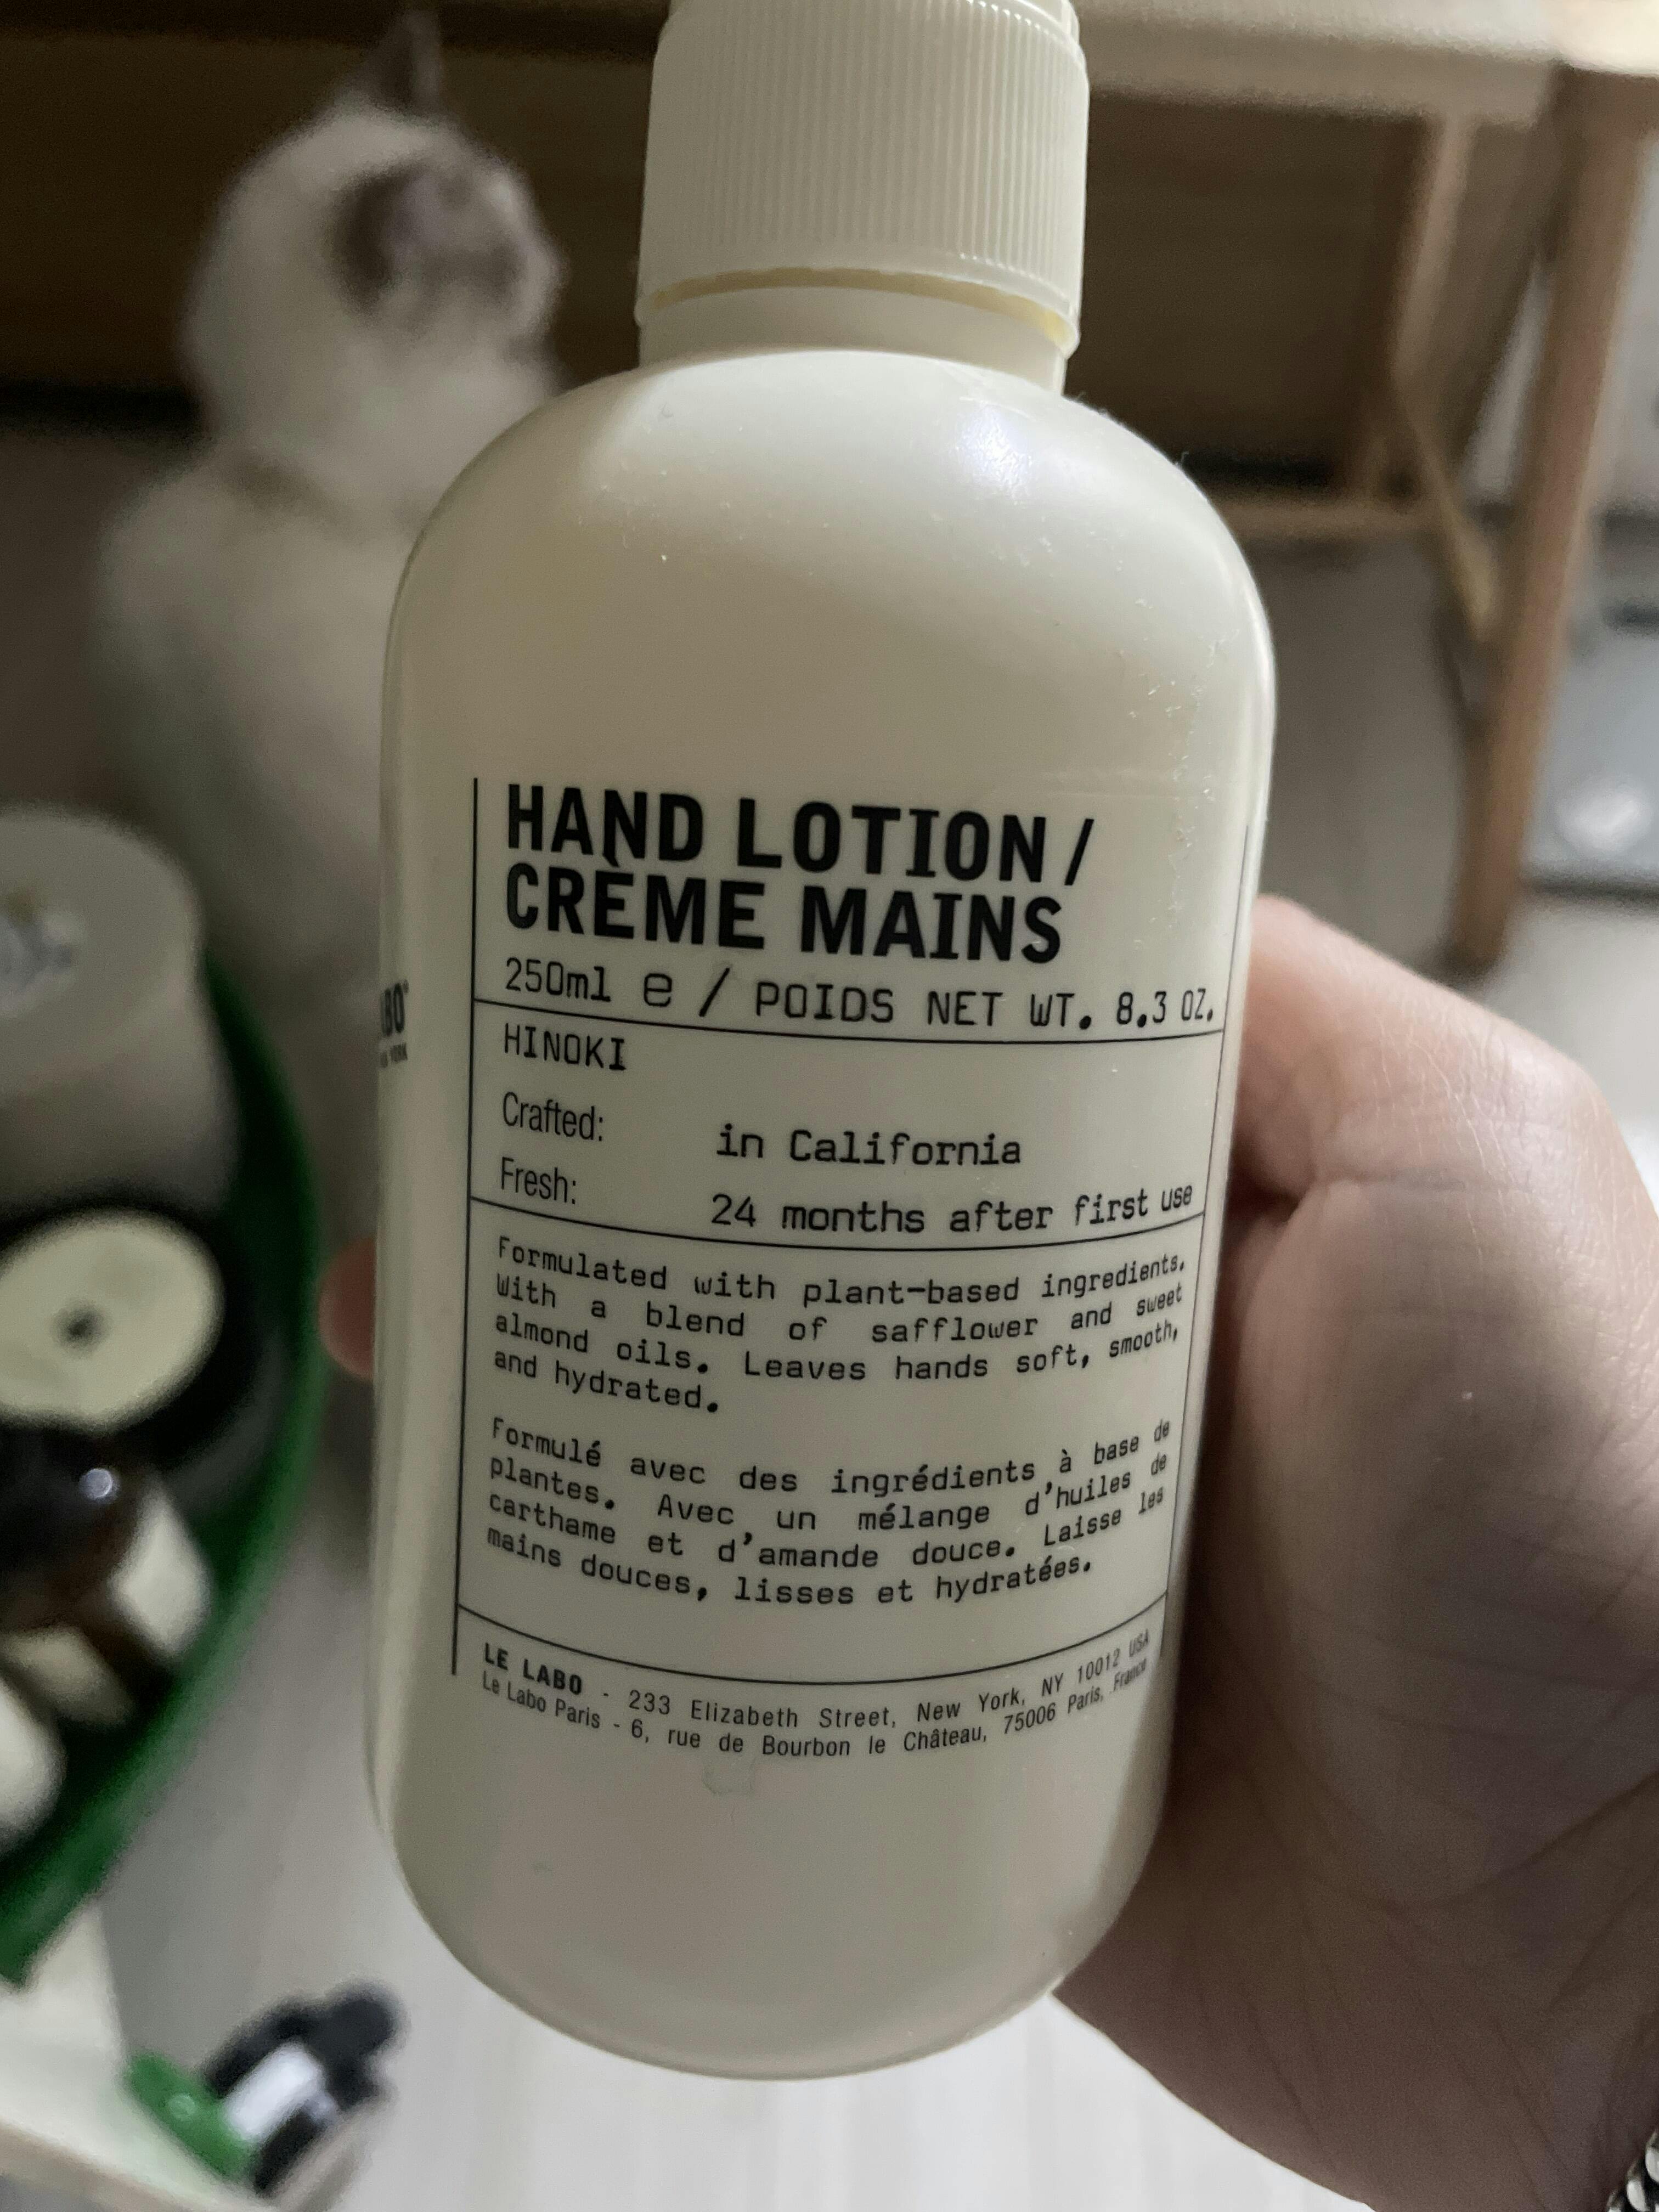 HAND LOTION/
CRÈME MAINS
250ml e / POIDS NET WT. 8.3 OZ.
HINOKI
Crafted: in California
Fresh: 24 months after first use
Formulated with plant-based ingredients.
With a blend of safflower and sweet
almond oils. Leaves hands soft, smooth,
and hydrated.
Formulé avec des ingrédients à base de
plantes. Avec un mélange d'huiles de
carthame et d'amande douce. Laisse les
mains douces, lisses et hydratées.
LE LABO - 233 Elizabeth Street, New York, NY 10012 USA
Le Labo Paris - 6, rue de Bourbon le Château, 75006 Paris, France